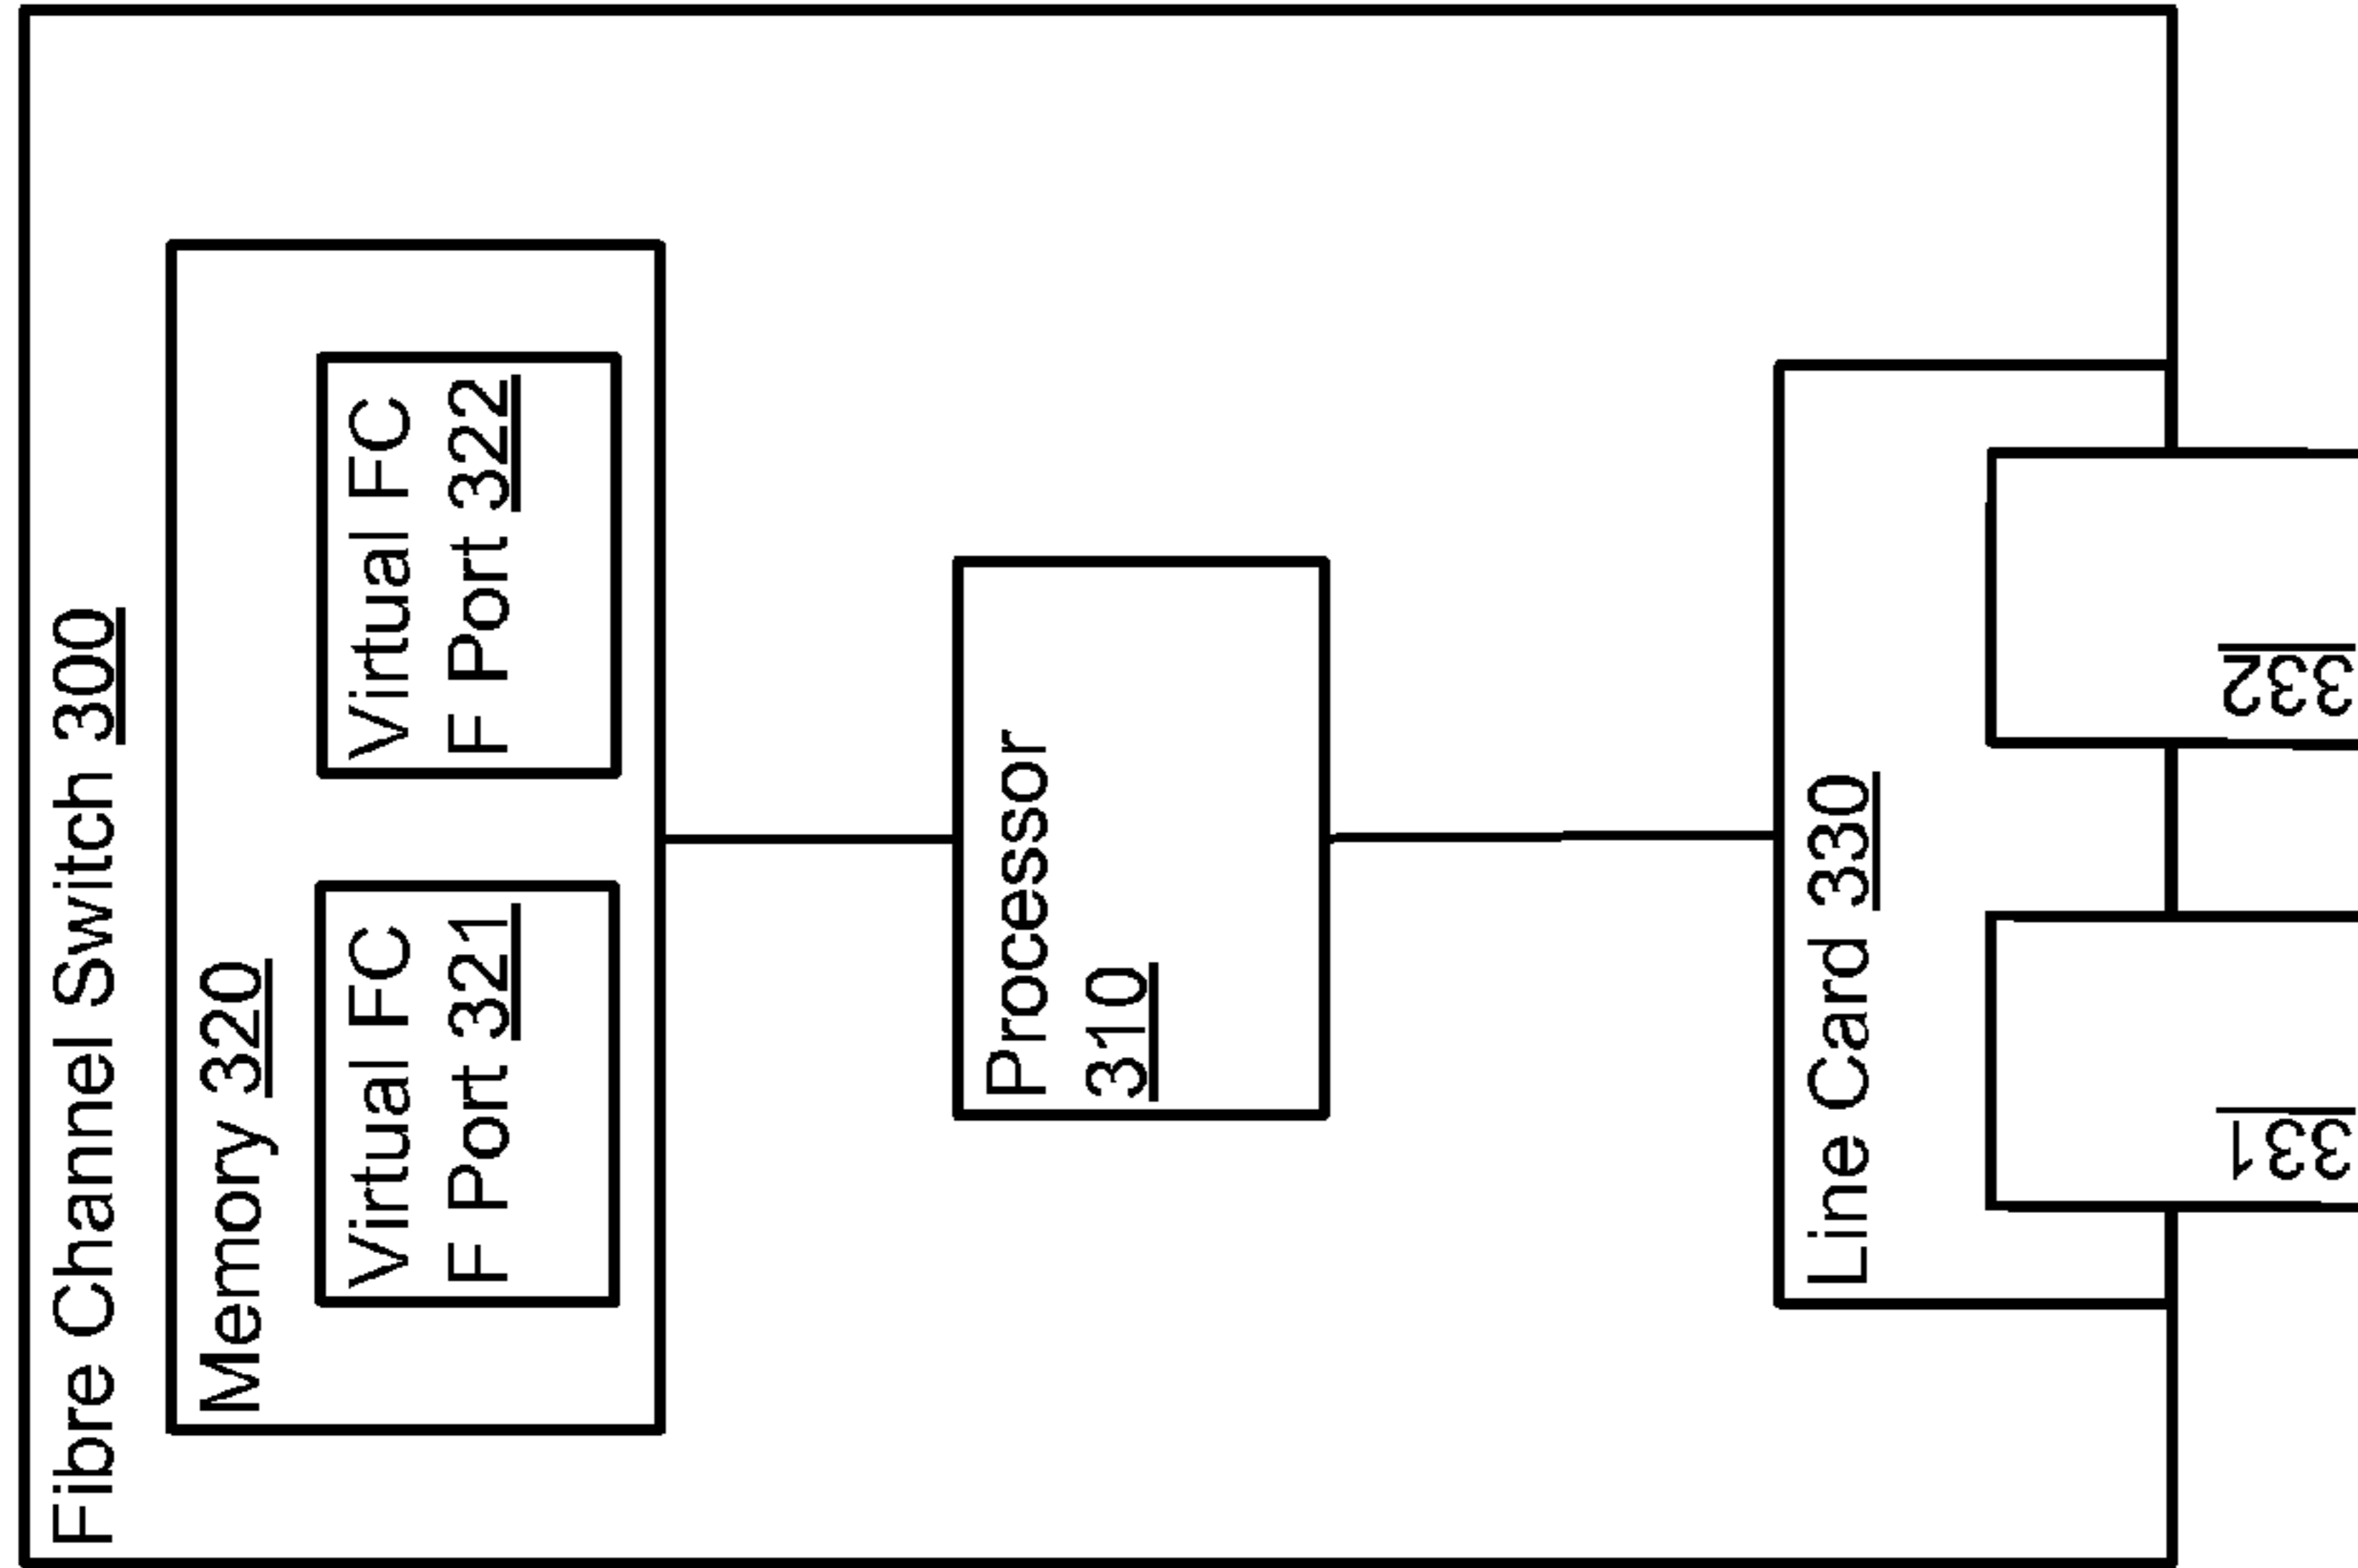 Fibre Channel Switch 300
Memory 320
Virtual FC
F Port 321
Virtual FC
F Port 322
Processor
310
Line Card 330
331
332